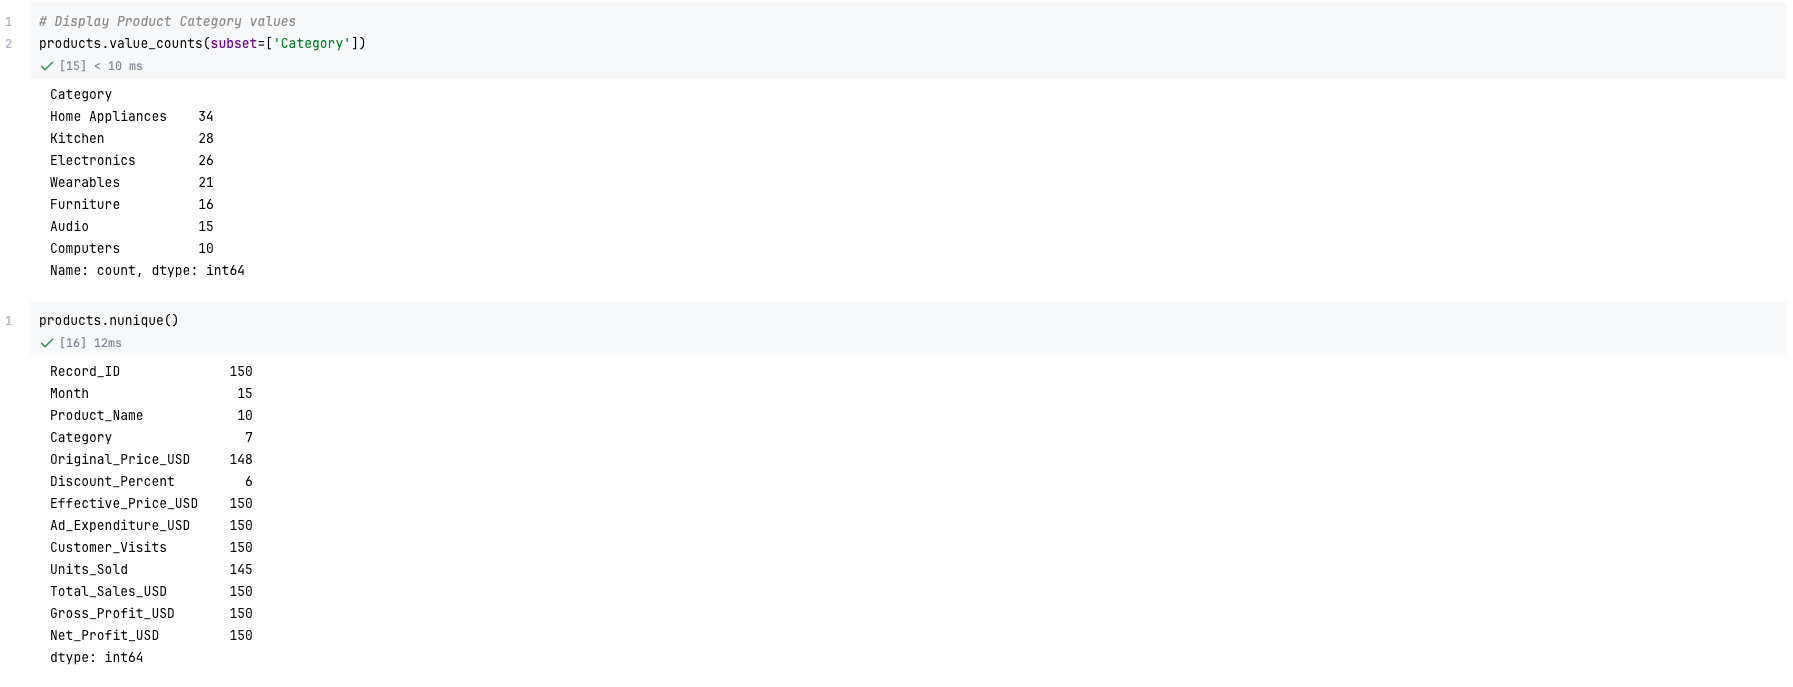 1 # Display Product Category values
2 products.value_counts(subset=['Category'])
[15] < 10 ms
Category
Home Appliances    34
Kitchen            28
Electronics        26
Wearables          21
Furniture          16
Audio              15
Computers          10
Name: count, dtype: int64
1 products.nunique()
[16] 12ms
Record_ID              150
Month                   15
Product_Name            10
Category                 7
Original_Price_USD     148
Discount_Percent         6
Effective_Price_USD    150
Ad_Expenditure_USD     150
Customer_Visits        150
Units_Sold             145
Total_Sales_USD        150
Gross_Profit_USD       150
Net_Profit_USD         150
dtype: int64